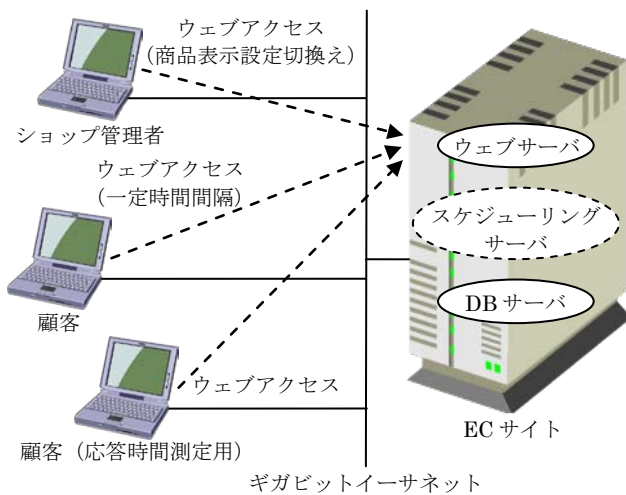 ウェブアクセス
（商品表示設定切換え）
ショップ管理者
ウェブサーバ
ウェブアクセス
（一定時間間隔）
スケジューリング
サーバ
顧客
DB サーバ
ウェブアクセス
EC サイト
顧客（応答時間測定用）
ギガビットイーサネット